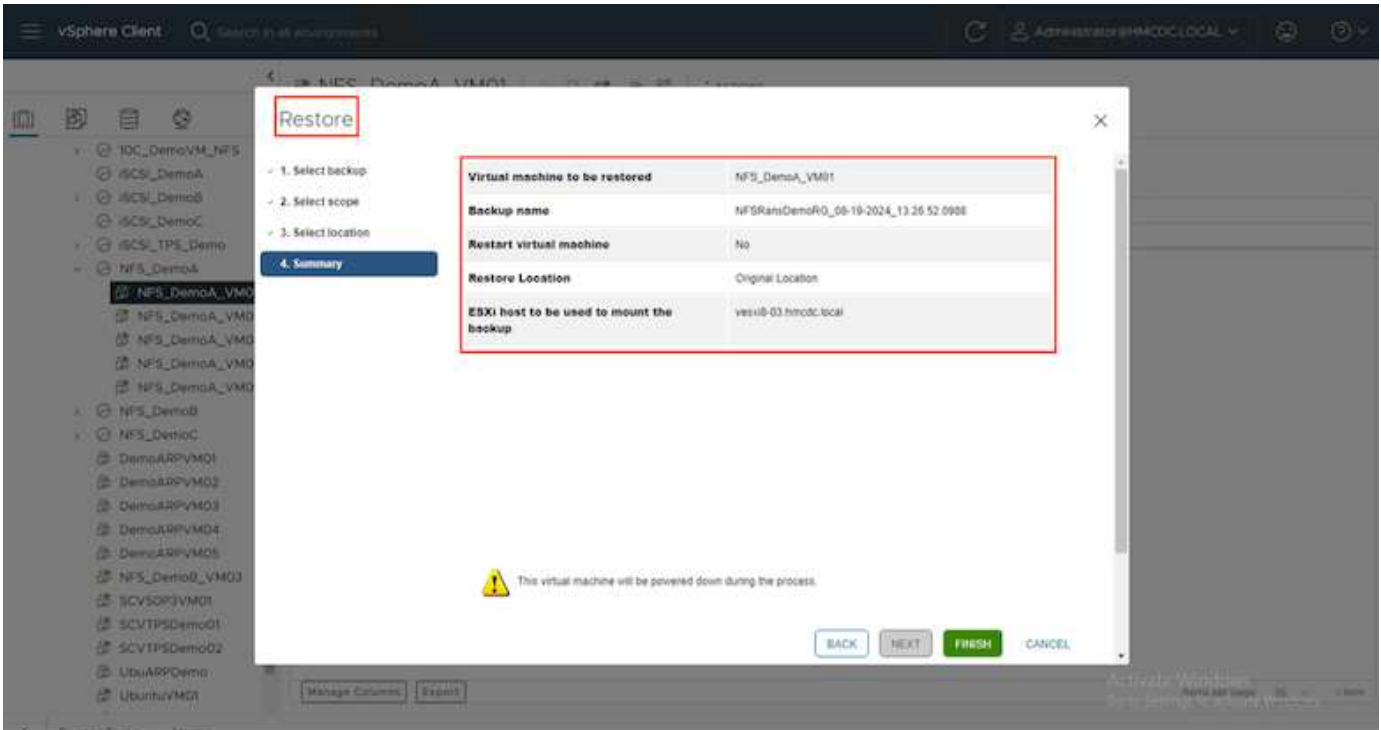 vSphere Client
Search in all environments
Administrator@HMCDC.LOCAL
NFS_DemoA_VM01
Restore
1. Select backup
2. Select scope
3. Select location
4. Summary
Virtual machine to be restored NFS_DemoA_VM01
Backup name NFSRansDemoRG_08-19-2024_13.26.52.0988
Restart virtual machine No
Restore Location Original Location
ESXi host to be used to mount the
backup
vesxi8-03.hmcdc.local
This virtual machine will be powered down during the process.
BACK NEXT FINISH CANCEL
10C_DemoVM_NFS
iSCSI_DemoA
iSCSI_DemoB
iSCSI_DemoC
iSCSI_TPS_Demo
NFS_DemoA
NFS_DemoA_VM0
NFS_DemoA_VM0
NFS_DemoA_VM0
NFS_DemoA_VM0
NFS_DemoA_VM0
NFS_DemoB
NFS_DemoC
DemoARPVM01
DemoARPVM02
DemoARPVM03
DemoARPVM04
DemoARPVM05
NFS_DemoB_VM03
SCV5DP3VM01
SCVTPSDemo01
SCVTPSDemo02
UbuARPDemo
UbuntuVM01
Manage Columns Export
Activate Windows